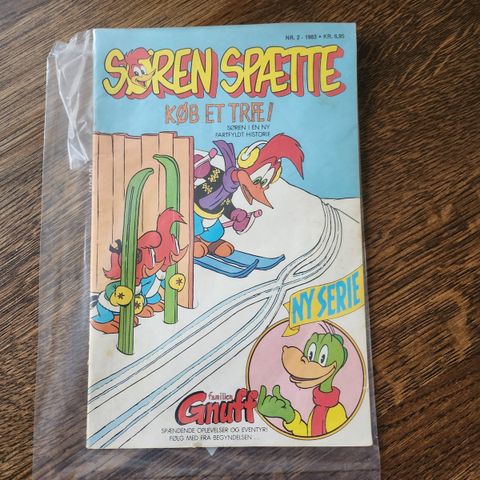 NR. 2 - 1983 • KR. 6,95
SØREN SPÆTTE
KØB ET TRÆ!
SØREN I EN NY
FARTFYLDT HISTORIE
NY SERIE
familien
Gnuff
SPÆNDENDE OPLEVELSER OG EVENTYR!
FØLG MED FRA BEGYNDELSEN...